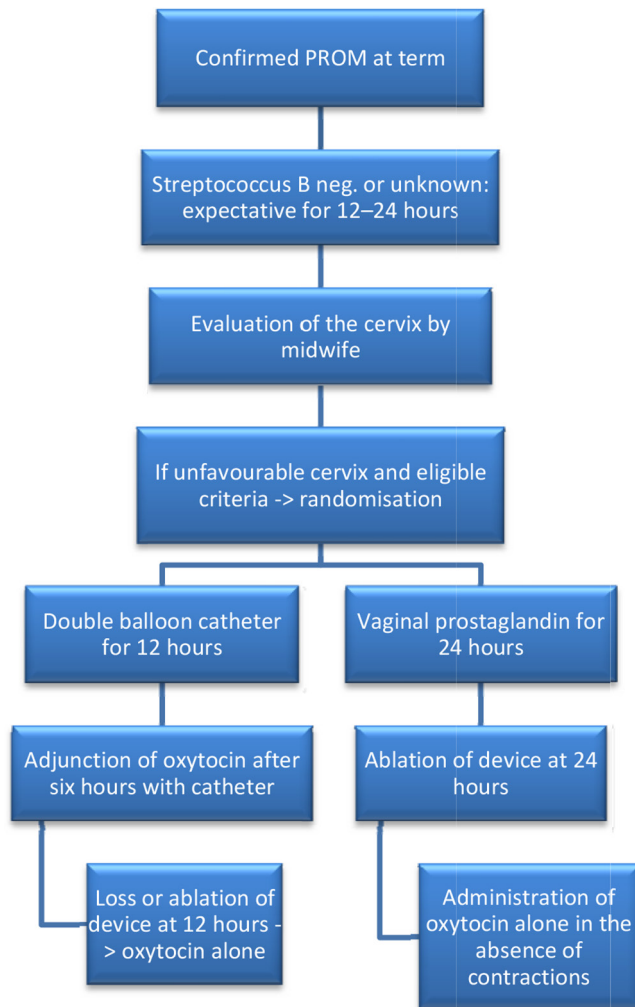 Confirmed PROM at term
Streptococcus B neg. or unknown:
expectative for 12–24 hours
Evaluation of the cervix by
midwife
If unfavourable cervix and eligible
criteria -> randomisation
Double balloon catheter
for 12 hours
Vaginal prostaglandin for
24 hours
Adjunction of oxytocin after
six hours with catheter
Ablation of device at 24
hours
Loss or ablation of
device at 12 hours -
> oxytocin alone
Administration of
oxytocin alone in the
absence of
contractions